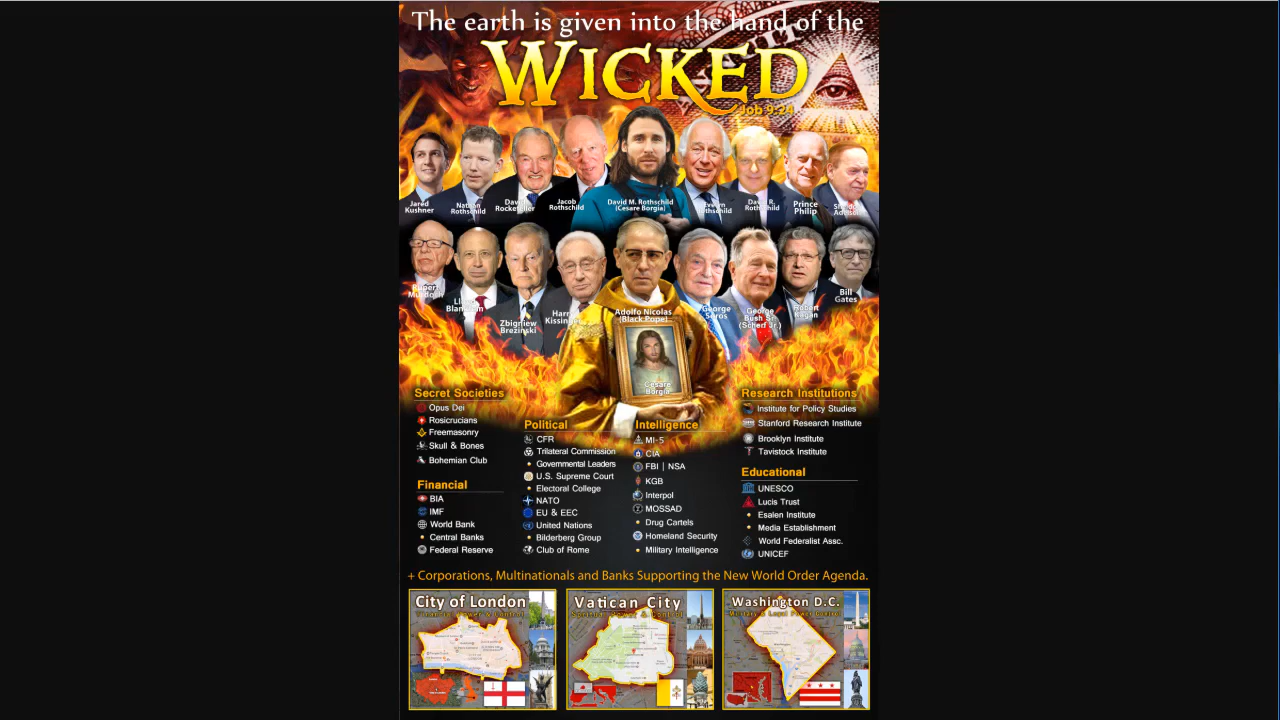 The earth is given into the hand of the
WICKED
Job 9:24
Jared Kushner
Nathan Rothschild
David Rockefeller
Jacob Rothschild
David M. Rothschild (Cesare Borgia)
Evelyn Rothschild
David R. Rothschild
Prince Philip
Rupert Murdoch
Zbigniew Brezinski
Adolfo Nicolas (Black Pope)
George Soros
George Bush Sr. (Scherf Jr.)
Robert Kagan
Bill Gates
Cesare Borgia
Secret Societies
Opus Dei
Rosicrucians
Freemasonry
Skull & Bones
Bohemian Club
Financial
BIA
IMF
World Bank
Central Banks
Federal Reserve
Political
CFR
Trilateral Commission
Governmental Leaders
U.S. Supreme Court
Electoral College
NATO
EU & EEC
United Nations
Bilderberg Group
Club of Rome
Intelligence
MI-5
CIA
FBI | NSA
KGB
Interpol
MOSSAD
Drug Cartels
Homeland Security
Military Intelligence
Research Institutions
Institute for Policy Studies
Stanford Research Institute
Brooklyn Institute
Tavistock Institute
Educational
UNESCO
Lucis Trust
Esalen Institute
Media Establishment
World Federalist Assc.
UNICEF
+ Corporations, Multinationals and Banks Supporting the New World Order Agenda.
City of London
Vatican City
Washington D.C.